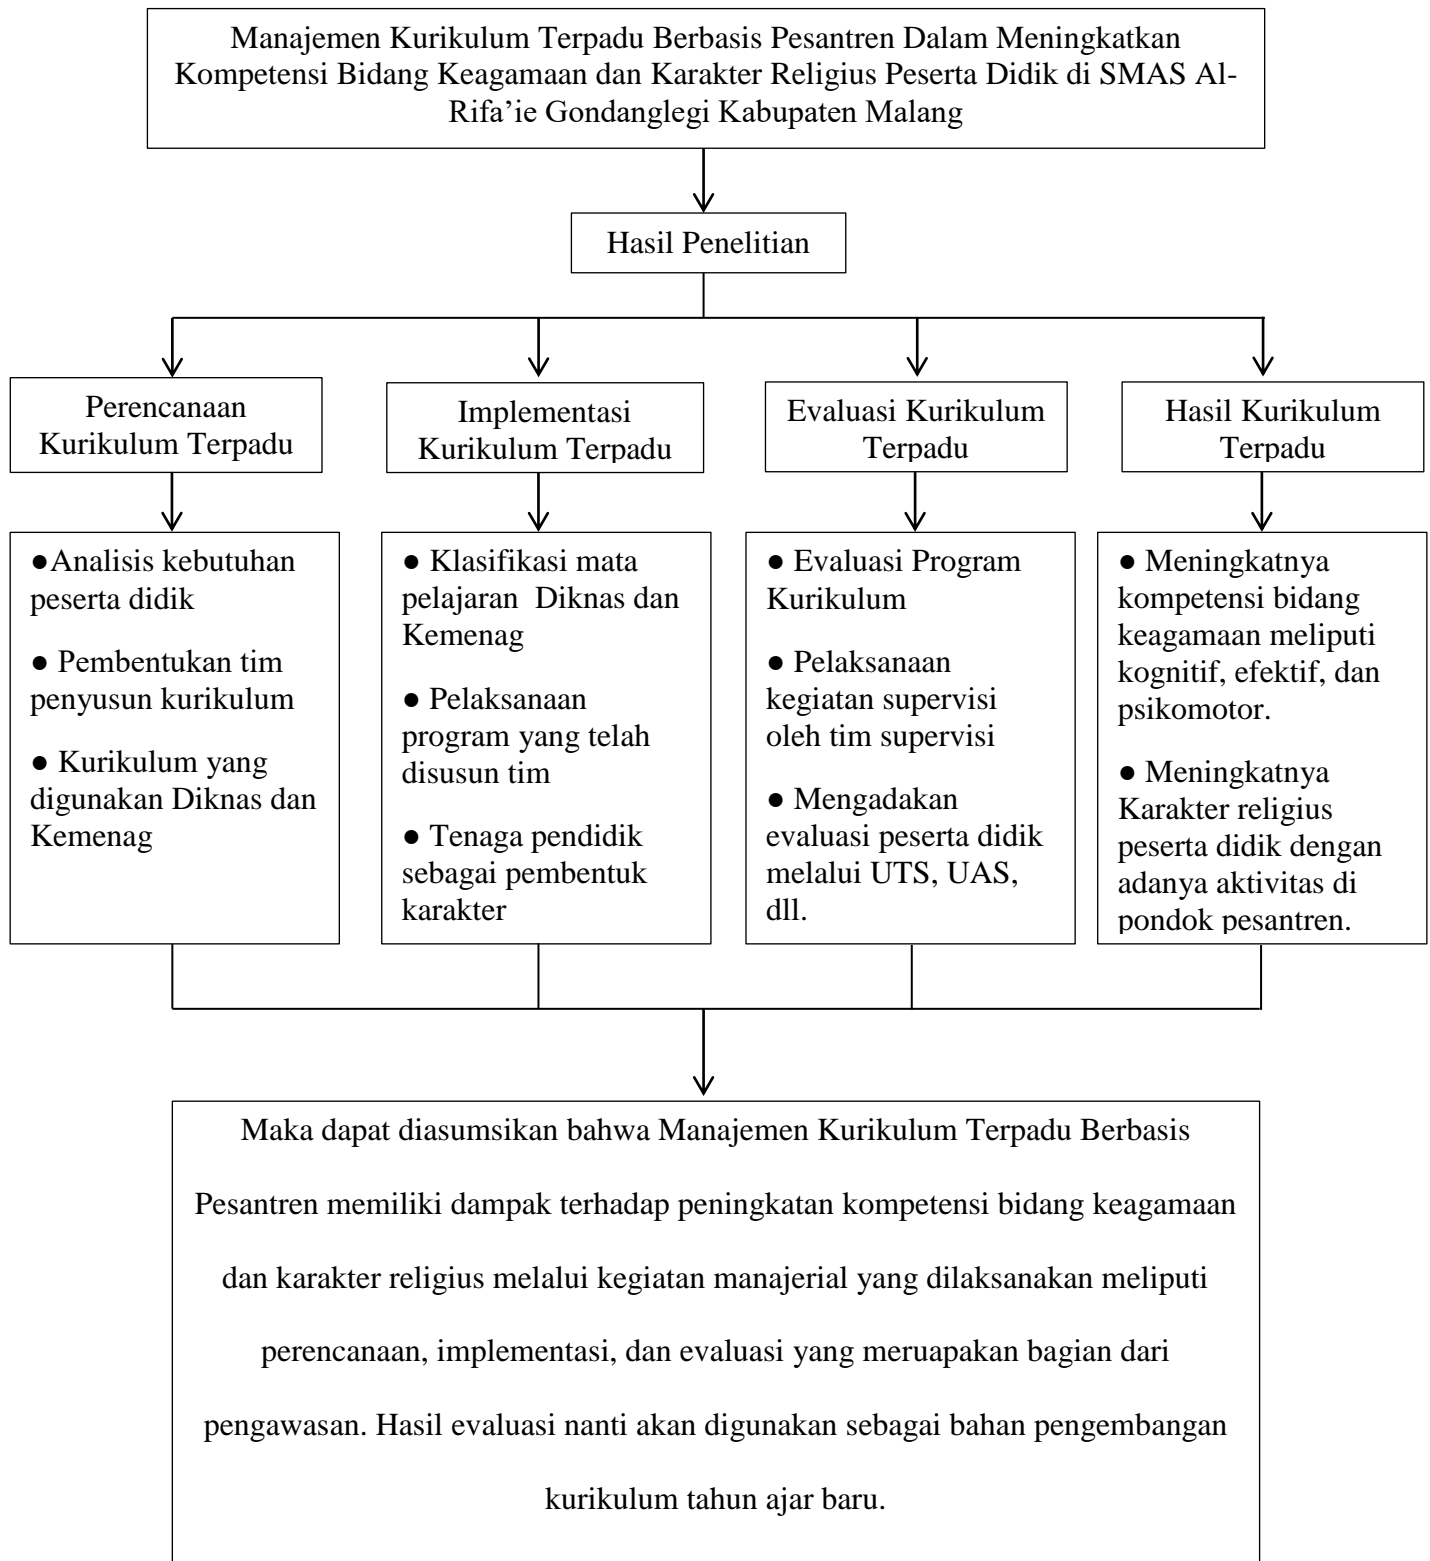 Manajemen Kurikulum Terpadu Berbasis Pesantren Dalam Meningkatkan
Kompetensi Bidang Keagamaan dan Karakter Religius Peserta Didik di SMAS Al-
Rifa’ie Gondanglegi Kabupaten Malang
Hasil Penelitian
Perencanaan
Kurikulum Terpadu
Implementasi
Kurikulum Terpadu
Evaluasi Kurikulum
Terpadu
Hasil Kurikulum
Terpadu
●Analisis kebutuhan
peserta didik
● Pembentukan tim
penyusun kurikulum
● Kurikulum yang
digunakan Diknas dan
Kemenag
● Klasifikasi mata
pelajaran  Diknas dan
Kemenag
● Pelaksanaan
program yang telah
disusun tim
● Tenaga pendidik
sebagai pembentuk
karakter
● Evaluasi Program
Kurikulum
● Pelaksanaan
kegiatan supervisi
oleh tim supervisi
● Mengadakan
evaluasi peserta didik
melalui UTS, UAS,
dll.
● Meningkatnya
kompetensi bidang
keagamaan meliputi
kognitif, efektif, dan
psikomotor.
● Meningkatnya
Karakter religius
peserta didik dengan
adanya aktivitas di
pondok pesantren.
Maka dapat diasumsikan bahwa Manajemen Kurikulum Terpadu Berbasis
Pesantren memiliki dampak terhadap peningkatan kompetensi bidang keagamaan
dan karakter religius melalui kegiatan manajerial yang dilaksanakan meliputi
perencanaan, implementasi, dan evaluasi yang meruapakan bagian dari
pengawasan. Hasil evaluasi nanti akan digunakan sebagai bahan pengembangan
kurikulum tahun ajar baru.